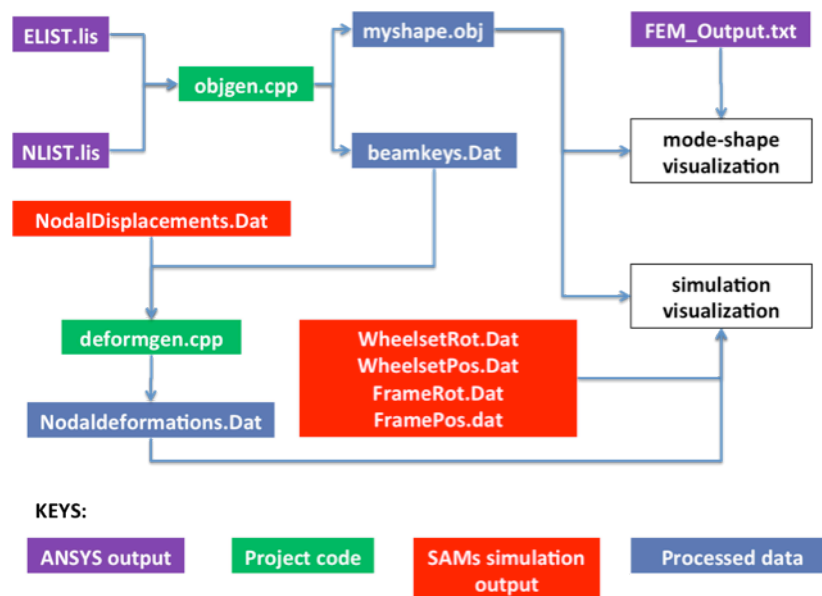 ELIST.lis
myshape.obj
FEM_Output.txt
objgen.cpp
NLIST.lis
beamkeys.Dat
mode-shape
visualization
NodalDisplacements.Dat
simulation
visualization
deformgen.cpp
WheelsetRot.Dat
WheelsetPos.Dat
FrameRot.Dat
FramePos.dat
Nodaldeformations.Dat
KEYS:
ANSYS output
Project code
SAMs simulation
output
Processed data